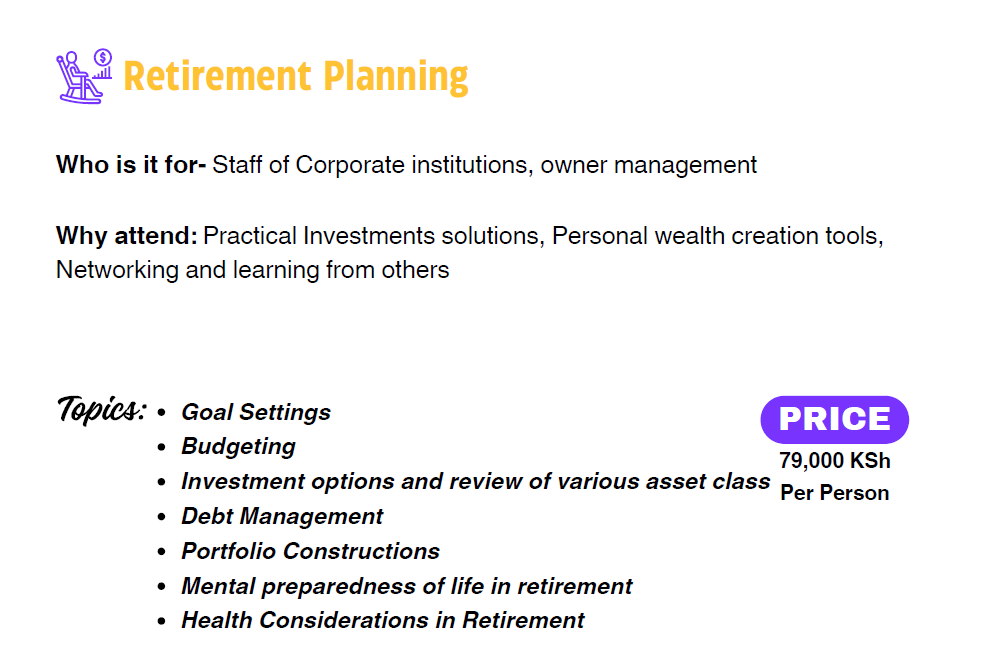 Retirement Planning
Who is it for- Staff of Corporate institutions, owner management
Why attend: Practical Investments solutions, Personal wealth creation tools,
Networking and learning from others
Topics:
• Goal Settings
• Budgeting
• Investment options and review of various asset class
• Debt Management
• Portfolio Constructions
• Mental preparedness of life in retirement
• Health Considerations in Retirement
PRICE
79,000 KSh
Per Person